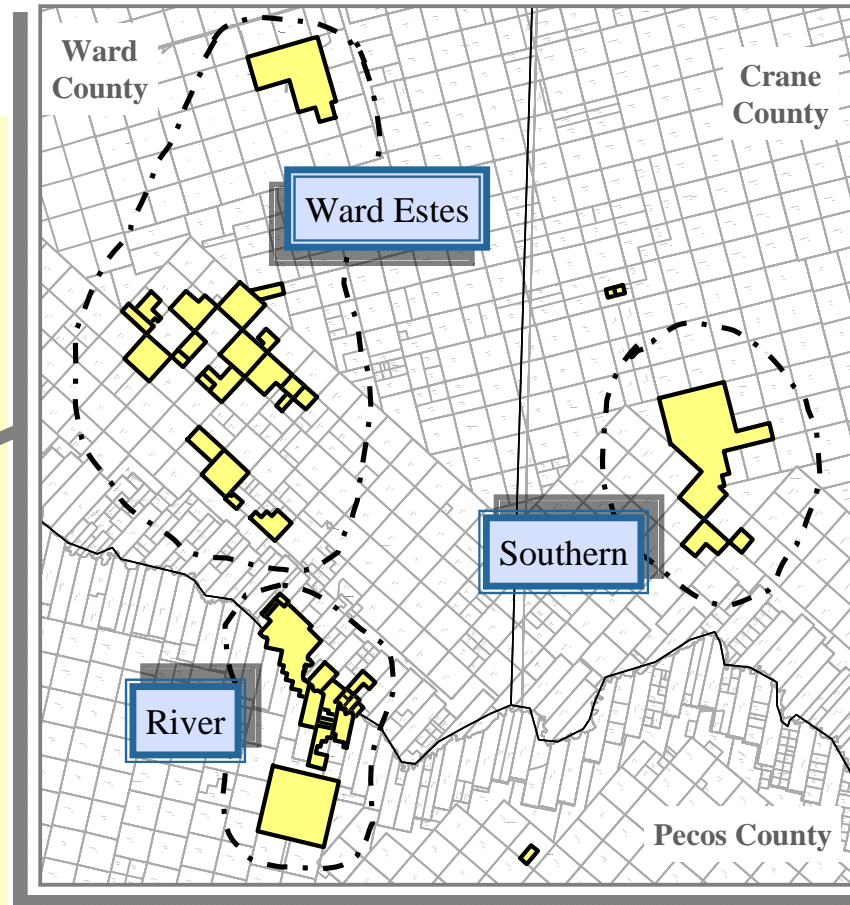 Ward
County
Crane
County
Ward Estes
Southern
River
Pecos County